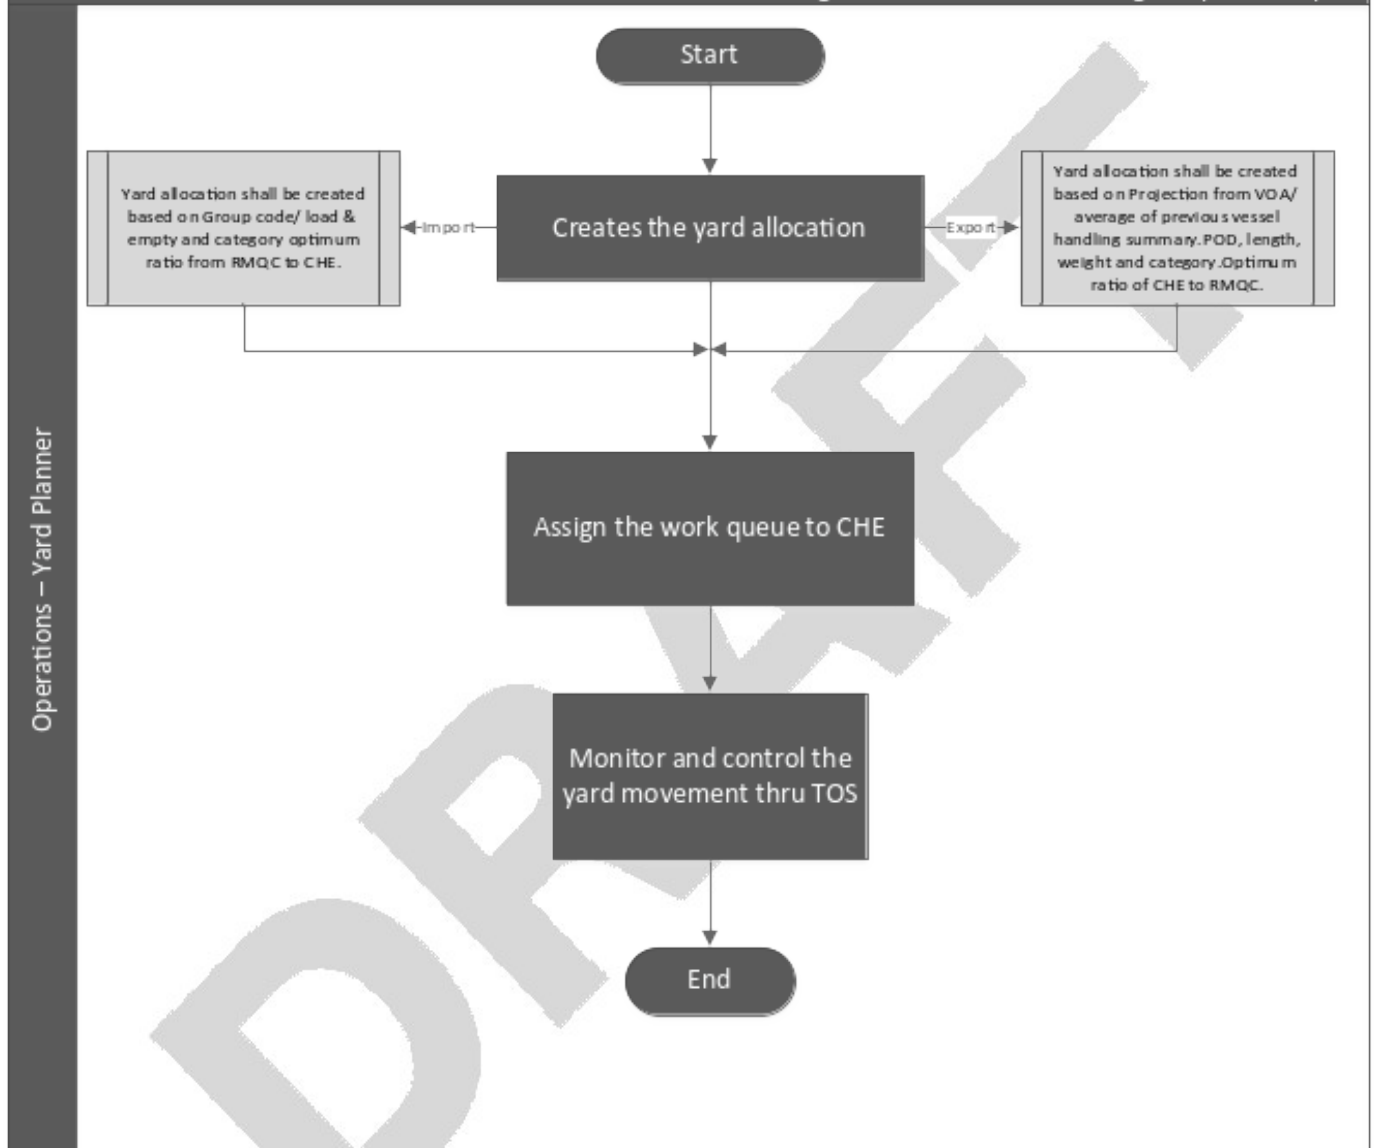 Start
Yard allocation shall be created
based on Group code/ load &
empty and category optimum
ratio from RMQC to CHE.
Import
Creates the yard allocation
Export
Yard allocation shall be created
based on Projection from VOA/
average of previous vessel
handling summary.POD, length,
weight and category.Optimum
ratio of CHE to RMQC.
Operations – Yard Planner
Assign the work queue to CHE
Monitor and control the
yard movement thru TOS
End
DRAFT